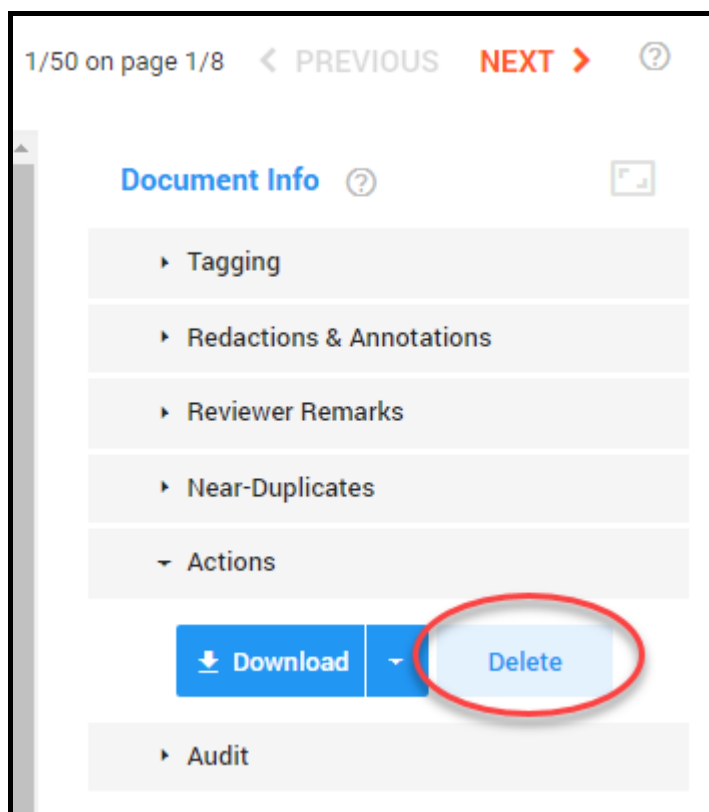 1/50 on page 1/8 PREVIOUS NEXT ?
Document Info ?
Tagging
Redactions & Annotations
Reviewer Remarks
Near-Duplicates
Actions
Download Delete
Audit